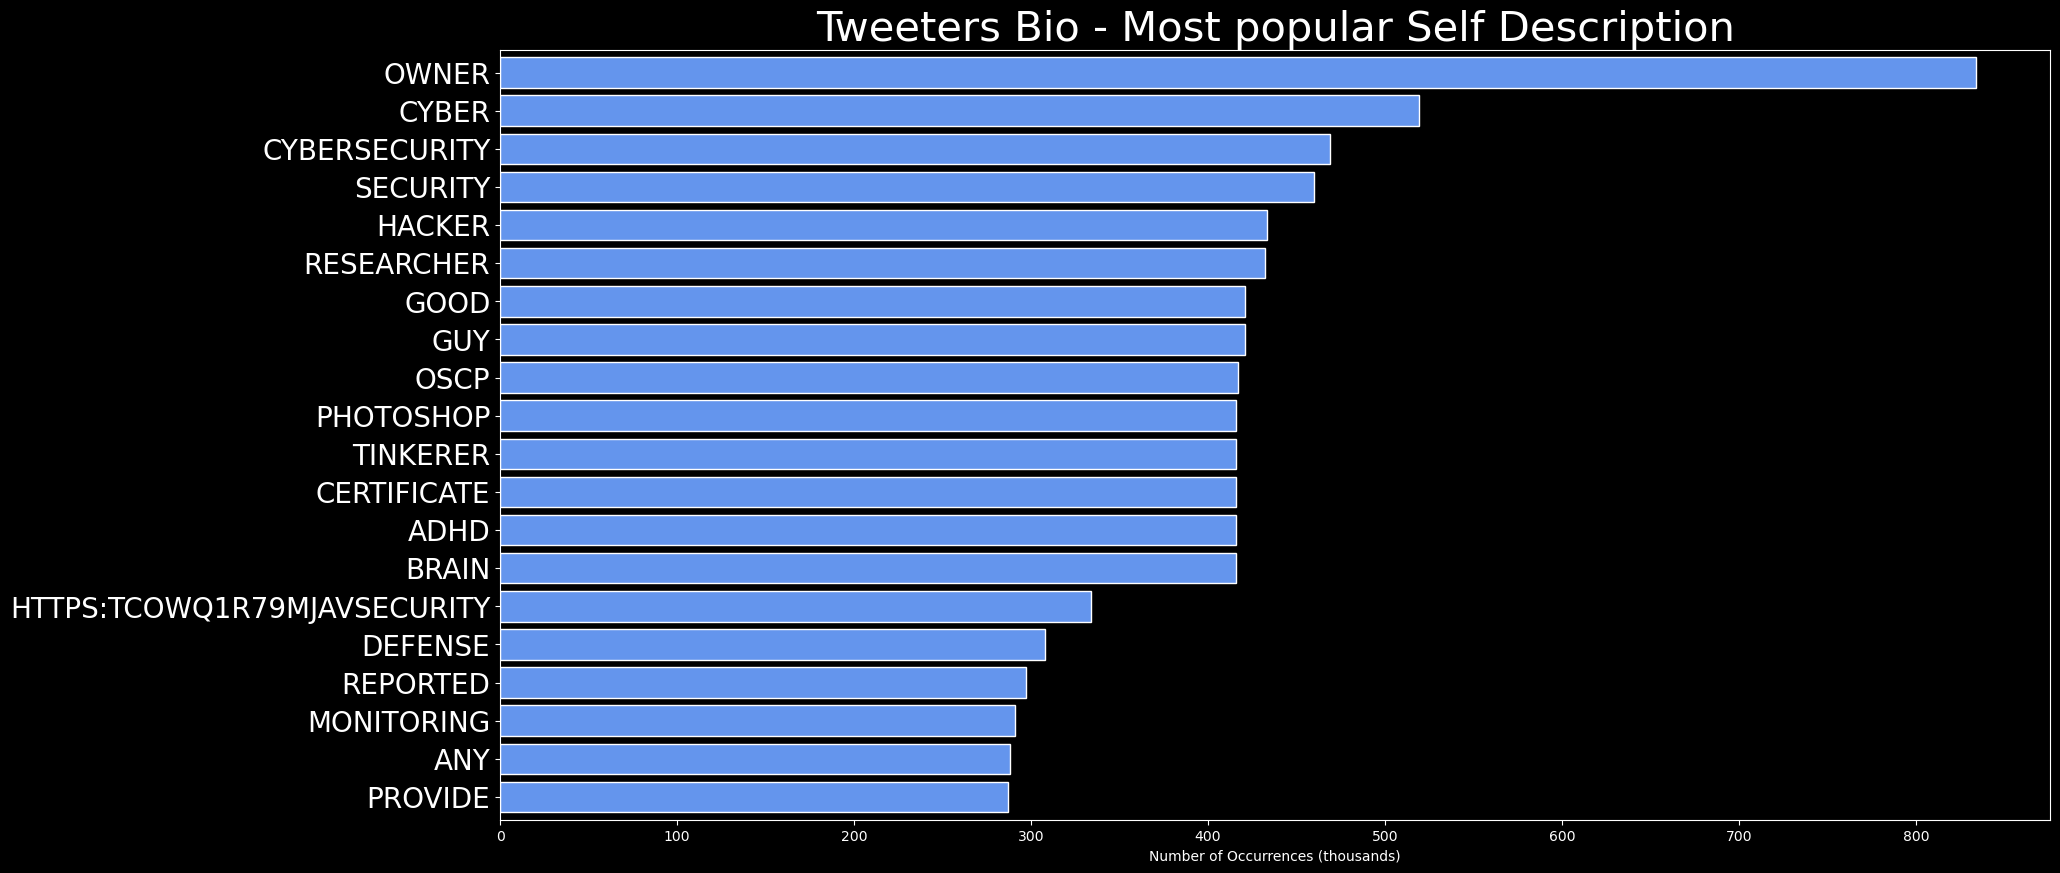 Tweeters Bio - Most popular Self Description
OWNER
CYBER
CYBERSECURITY
SECURITY
HACKER
RESEARCHER
GOOD
GUY
OSCP
PHOTOSHOP
TINKERER
CERTIFICATE
ADHD
BRAIN
HTTPS:TCOWQ1R79MJAVSECURITY
DEFENSE
REPORTED
MONITORING
ANY
PROVIDE
0 100 200 300 400 500 600 700 800
Number of Occurrences (thousands)